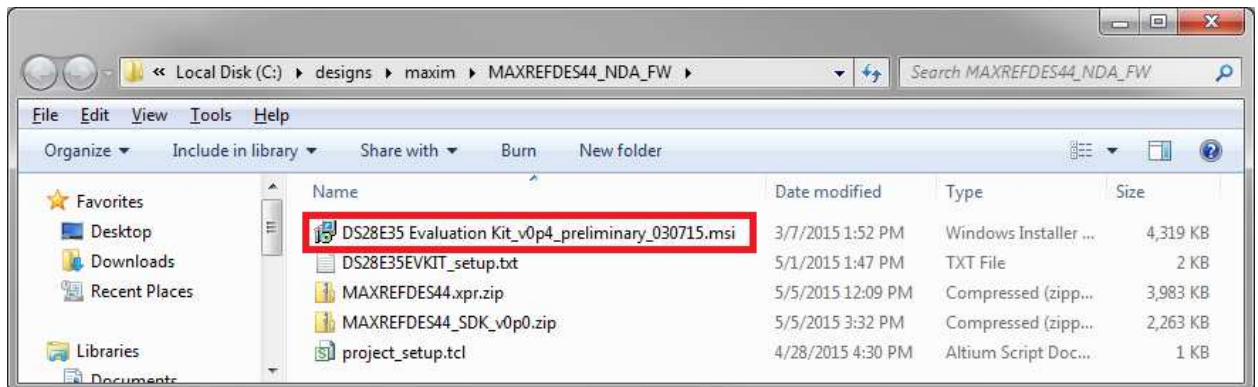 « Local Disk (C:) ▸ designs ▸ maxim ▸ MAXREFDES44_NDA_FW ▸ Search MAXREFDES44_NDA_FW
File Edit View Tools Help
Organize Include in library Share with Burn New folder
Name Date modified Type Size
Favorites
Desktop
Downloads
Recent Places
Libraries
Documents
DS28E35 Evaluation Kit_v0p4_preliminary_030715.msi 3/7/2015 1:52 PM Windows Installer ... 4,319 KB
DS28E35EVKIT_setup.txt 5/1/2015 1:47 PM TXT File 2 KB
MAXREFDES44.xpr.zip 5/5/2015 12:09 PM Compressed (zipp... 3,983 KB
MAXREFDES44_SDK_v0p0.zip 5/5/2015 3:32 PM Compressed (zipp... 2,263 KB
project_setup.tcl 4/28/2015 4:30 PM Altium Script Doc... 1 KB